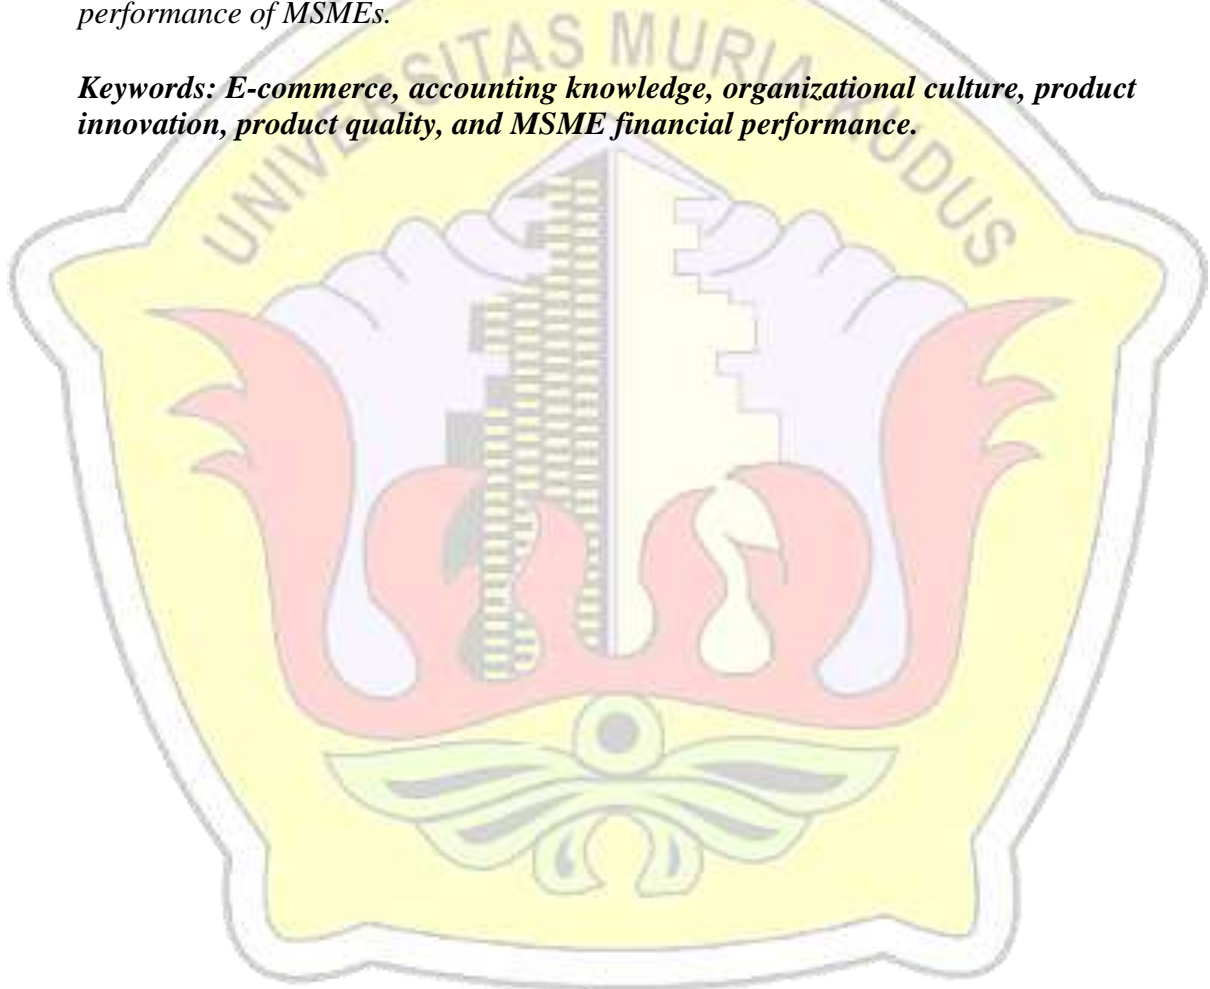 performance of MSMEs.
Keywords: E-commerce, accounting knowledge, organizational culture, product
innovation, product quality, and MSME financial performance.
UNIVERSITAS MURIA KUDUS